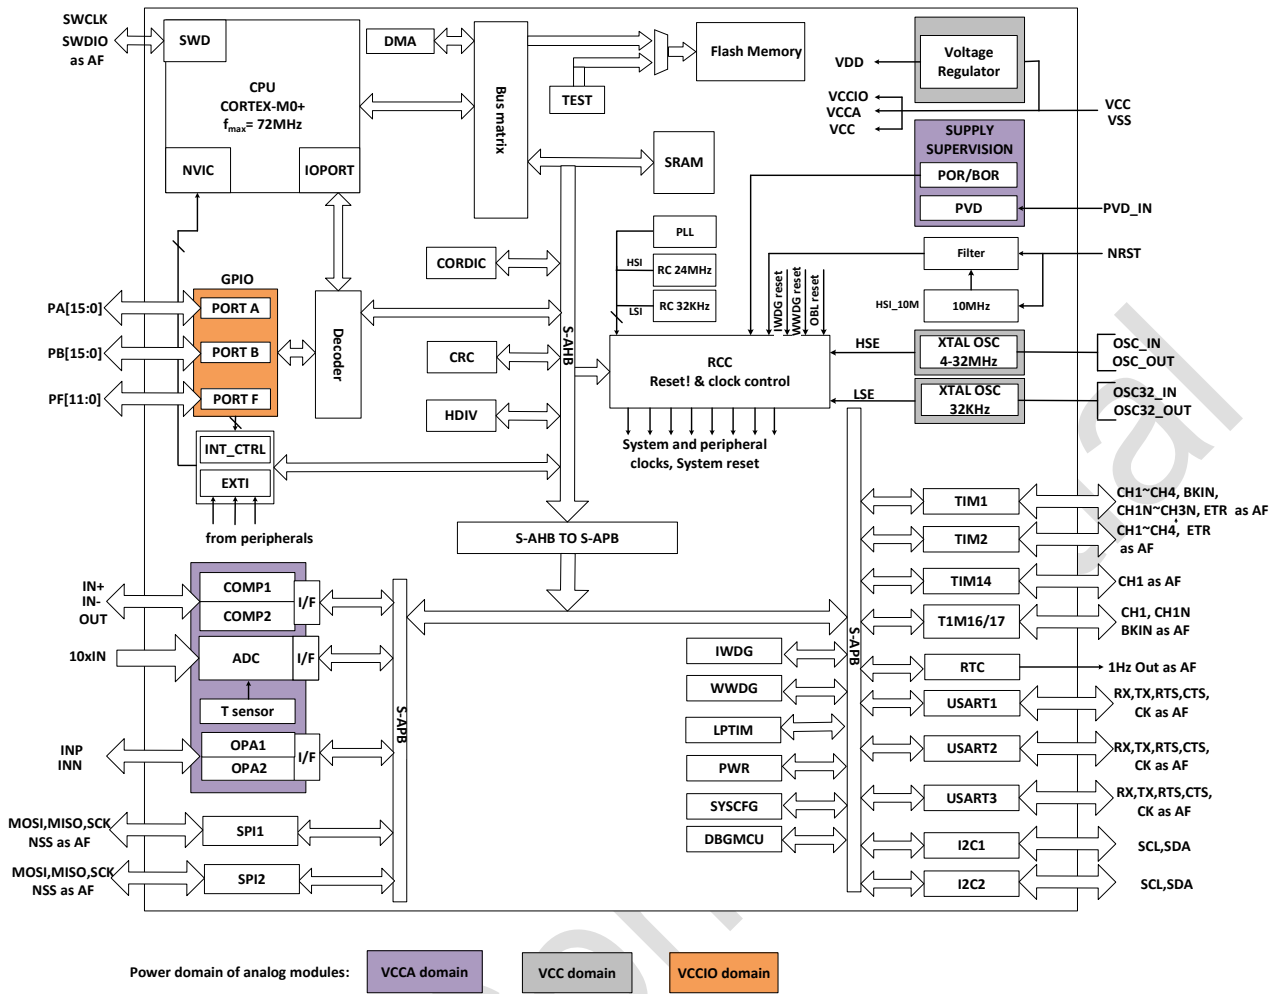 SWCLK
SWDIO
as AF
SWD
CPU
CORTEX-M0+
fmax= 72MHz
NVIC
IOPORT
DMA
Bus matrix
TEST
Flash Memory
SRAM
VDD
VCCIO
VCCA
VCC
Voltage
Regulator
VCC
VSS
SUPPLY
SUPERVISION
POR/BOR
PVD
PVD_IN
PLL
HSI
RC 24MHz
LSI
RC 32KHz
IWDG reset
WWDG reset
OBL reset
Filter
NRST
HSI_10M
10MHz
GPIO
PA[15:0]
PORT A
PB[15:0]
PORT B
PF[11:0]
PORT F
Decoder
CORDIC
CRC
HDIV
S-AHB
RCC
Reset! & clock control
HSE
XTAL OSC
4-32MHz
OSC_IN
OSC_OUT
LSE
XTAL OSC
32KHz
OSC32_IN
OSC32_OUT
System and peripheral
clocks, System reset
INT_CTRL
EXTI
from peripherals
S-AHB TO S-APB
IN+
IN-
OUT
COMP1
COMP2
I/F
10xIN
ADC
I/F
T sensor
INP
INN
OPA1
OPA2
I/F
MOSI,MISO,SCK
NSS as AF
SPI1
MOSI,MISO,SCK
NSS as AF
SPI2
S-APB
IWDG
WWDG
LPTIM
PWR
SYSCFG
DBGMCU
S-APB
TIM1
CH1~CH4, BKIN,
CH1N~CH3N, ETR as AF
TIM2
CH1~CH4, ETR
as AF
TIM14
CH1 as AF
T1M16/17
CH1, CH1N
BKIN as AF
RTC
1Hz Out as AF
USART1
RX,TX,RTS,CTS,
CK as AF
USART2
RX,TX,RTS,CTS,
CK as AF
USART3
RX,TX,RTS,CTS,
CK as AF
I2C1
SCL,SDA
I2C2
SCL,SDA
Power domain of analog modules:
VCCA domain
VCC domain
VCCIO domain